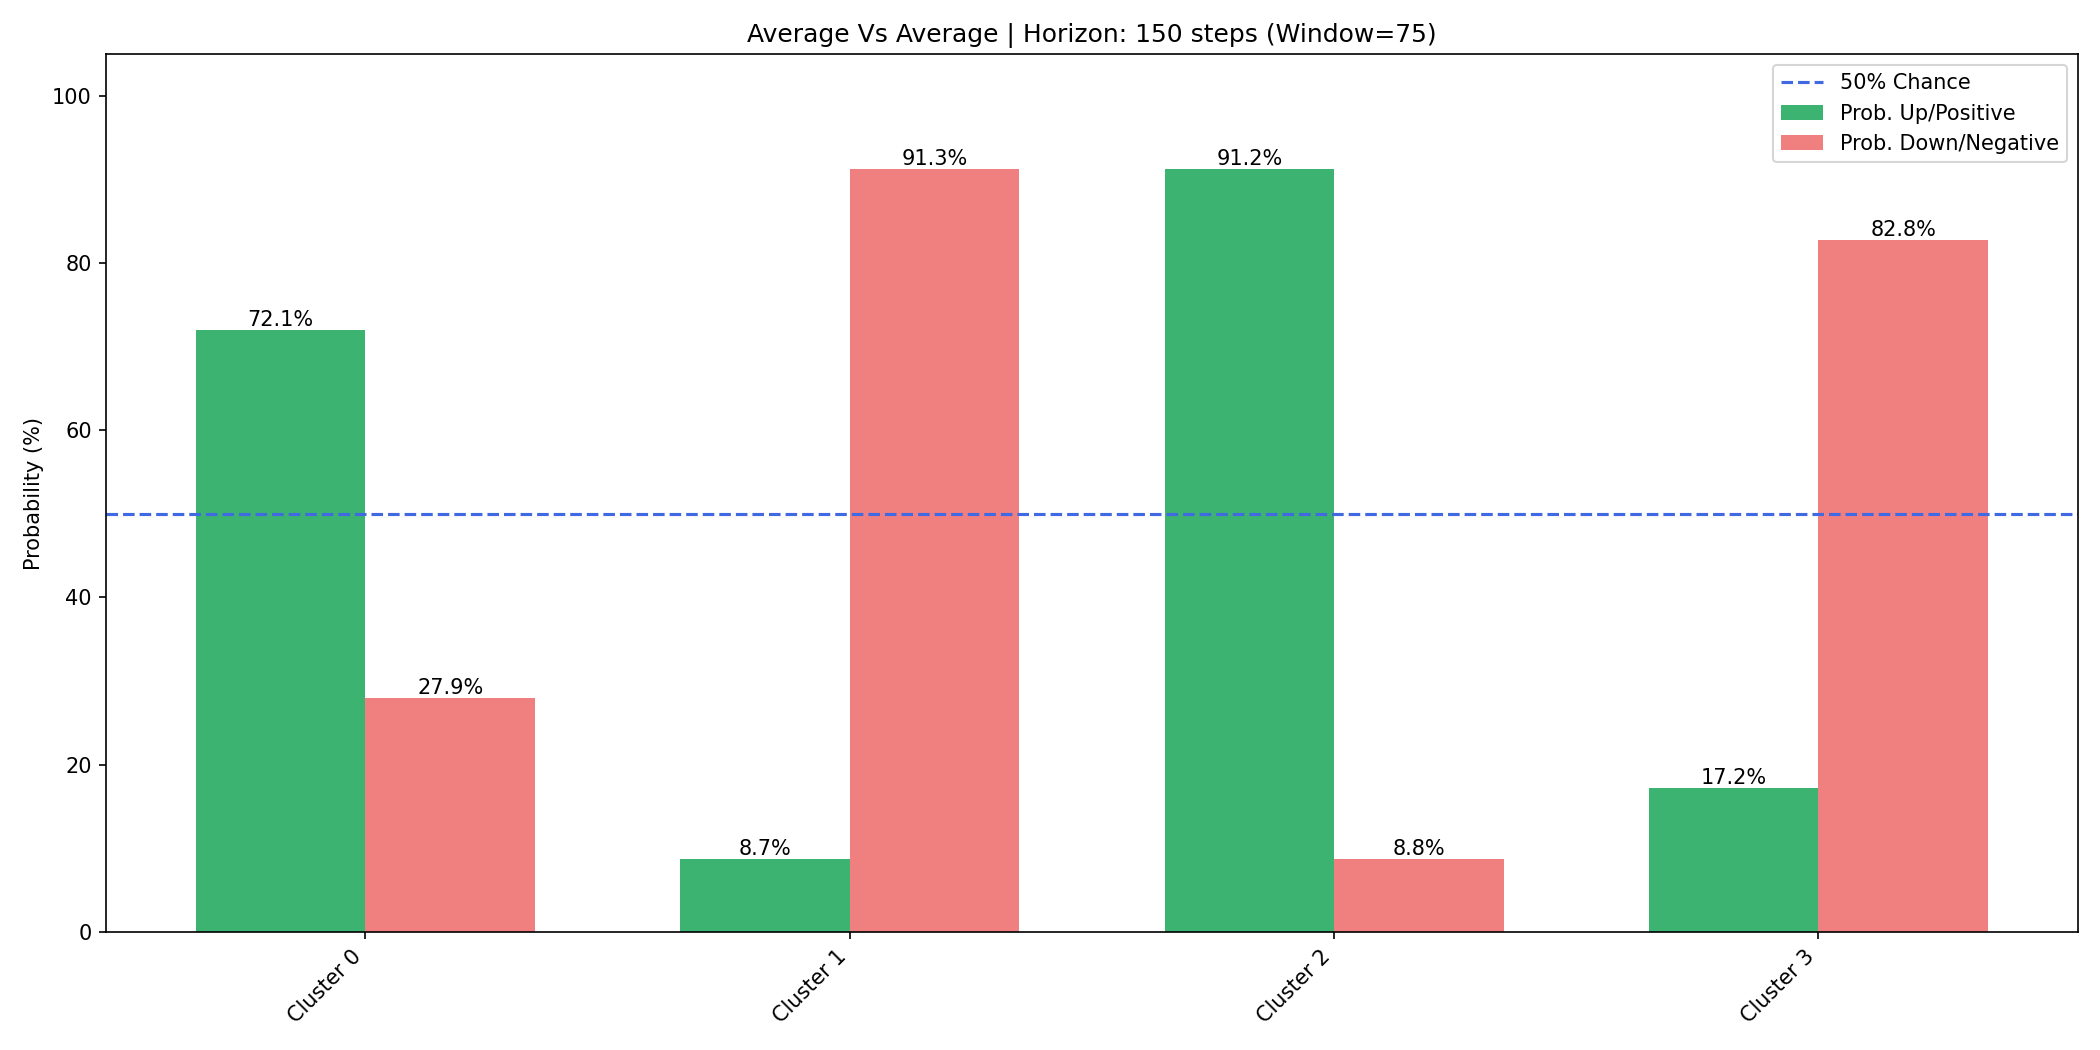 Average Vs Average | Horizon: 150 steps (Window=75)
50% Chance
Prob. Up/Positive
Prob. Down/Negative
Probability (%)
100
80
60
40
20
0
72.1%
27.9%
8.7%
91.3%
91.2%
8.8%
17.2%
82.8%
Cluster 0
Cluster 1
Cluster 2
Cluster 3